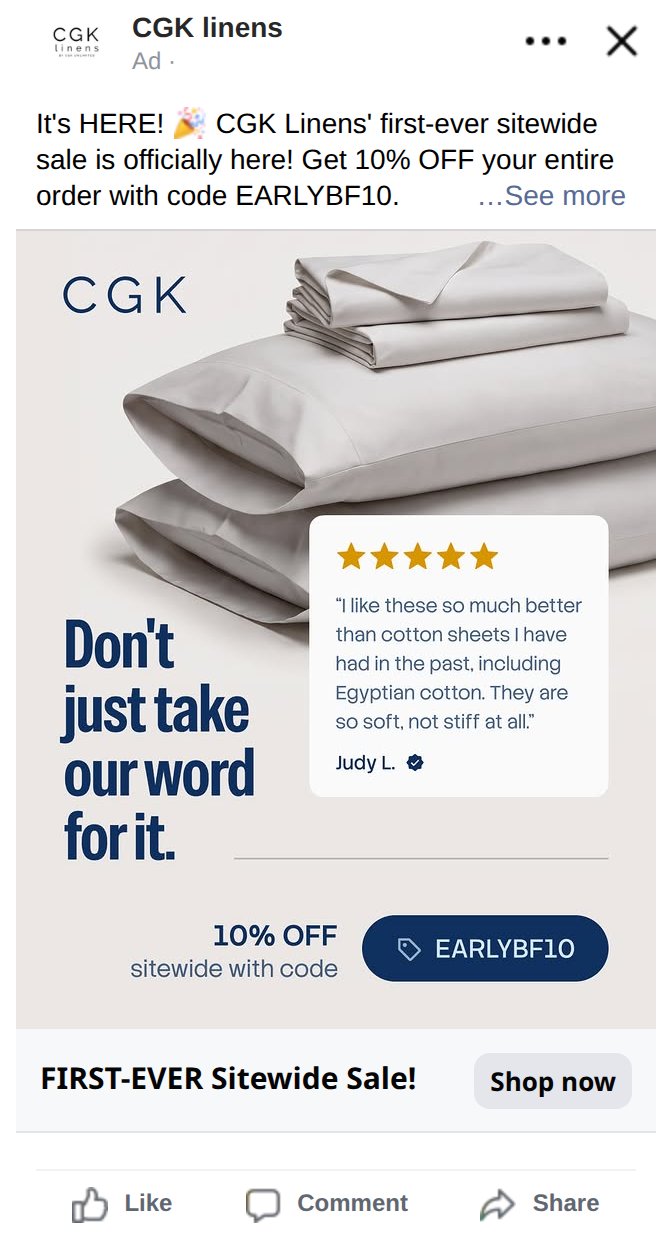 CGK
linens
CGK linens
Ad ·
It's HERE! 🎉 CGK Linens' first-ever sitewide
sale is officially here! Get 10% OFF your entire
order with code EARLYBF10. …See more
CGK
★★★★★
“I like these so much better
than cotton sheets I have
had in the past, including
Egyptian cotton. They are
so soft, not stiff at all.”
Judy L.
Don't
just take
our word
for it.
10% OFF
sitewide with code
EARLYBF10
FIRST-EVER Sitewide Sale!
Shop now
Like
Comment
Share